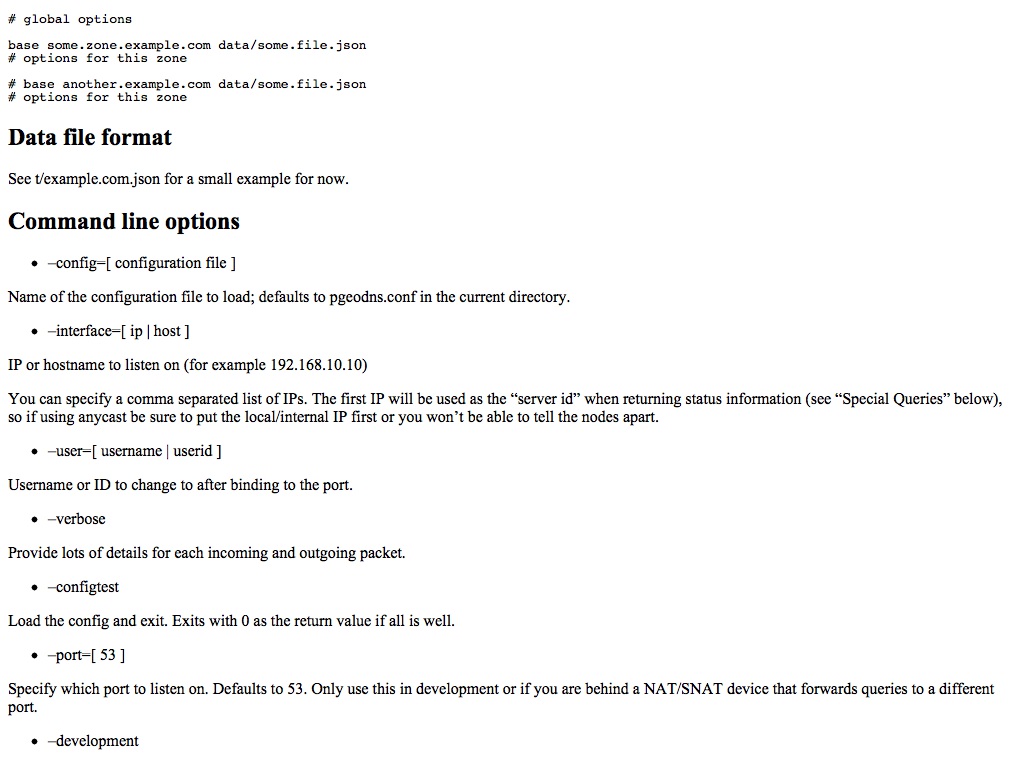 # global options
base some.zone.example.com data/some.file.json
# options for this zone
# base another.example.com data/some.file.json
# options for this zone
Data file format
See t/example.com.json for a small example for now.
Command line options
• –config=[ configuration file ]
Name of the configuration file to load; defaults to pgeodns.conf in the current directory.
• –interface=[ ip | host ]
IP or hostname to listen on (for example 192.168.10.10)
You can specify a comma separated list of IPs. The first IP will be used as the “server id” when returning status information (see “Special Queries” below),
so if using anycast be sure to put the local/internal IP first or you won’t be able to tell the nodes apart.
• –user=[ username | userid ]
Username or ID to change to after binding to the port.
• –verbose
Provide lots of details for each incoming and outgoing packet.
• –configtest
Load the config and exit. Exits with 0 as the return value if all is well.
• –port=[ 53 ]
Specify which port to listen on. Defaults to 53. Only use this in development or if you are behind a NAT/SNAT device that forwards queries to a different
port.
• –development